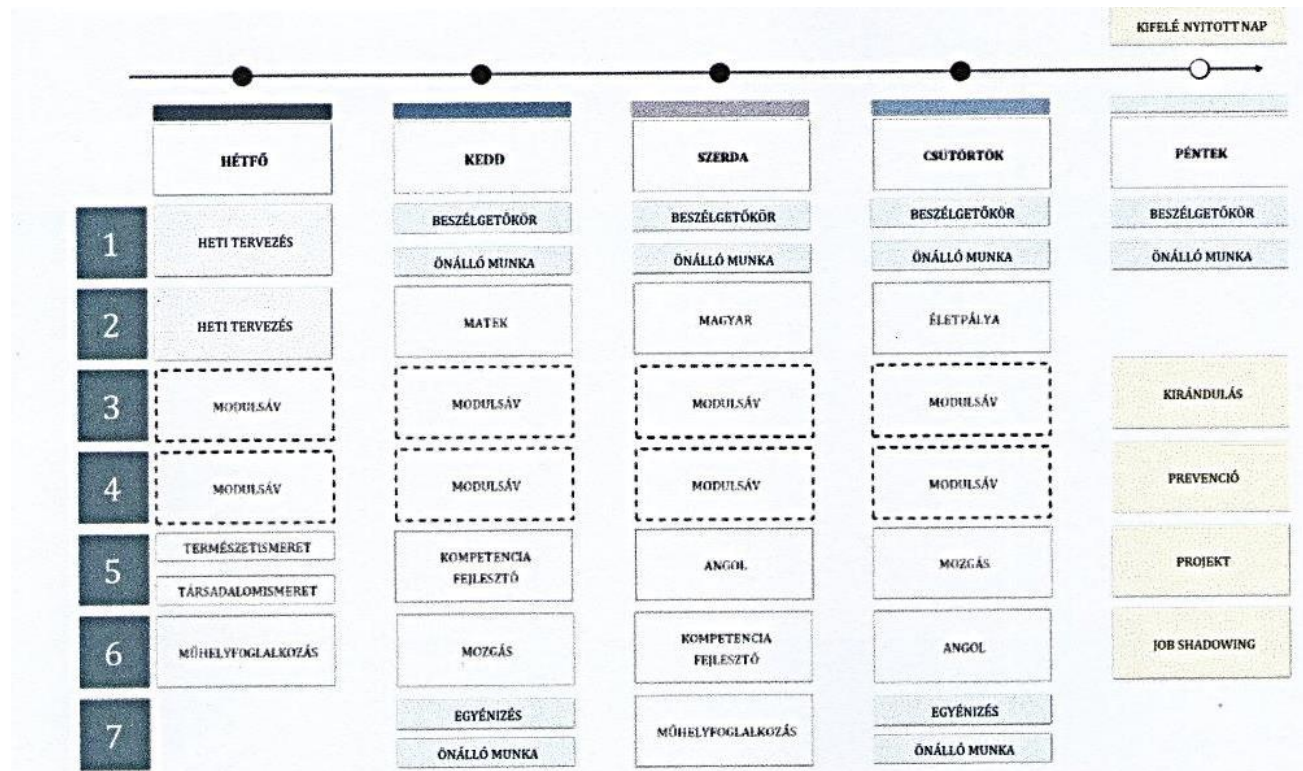 KIFELÉ NYITOTT NAP
HÉTFŐ
KEDD
SZERDA
CSÜTÖRTÖK
PÉNTEK
1
HETI TERVEZÉS
BESZÉLGETŐKÖR
BESZÉLGETŐKÖR
BESZÉLGETŐKÖR
BESZÉLGETŐKÖR
ÖNÁLLÓ MUNKA
ÖNÁLLÓ MUNKA
ÖNÁLLÓ MUNKA
ÖNÁLLÓ MUNKA
2
HETI TERVEZÉS
MATEK
MAGYAR
ÉLETPÁLYA
3
MODULSÁV
MODULSÁV
MODULSÁV
MODULSÁV
KIRÁNDULÁS
4
MODULSÁV
MODULSÁV
MODULSÁV
MODULSÁV
PREVENCIÓ
5
TERMÉSZETISMERET
TÁRSADALOMISMERET
KOMPETENCIA
FEJLESZTŐ
ANGOL
MOZGÁS
PROJEKT
6
MŰHELYFOGLALKOZÁS
MOZGÁS
KOMPETENCIA
FEJLESZTŐ
ANGOL
JOB SHADOWING
7
EGYÉNIZÉS
ÖNÁLLÓ MUNKA
MŰHELYFOGLALKOZÁS
EGYÉNIZÉS
ÖNÁLLÓ MUNKA